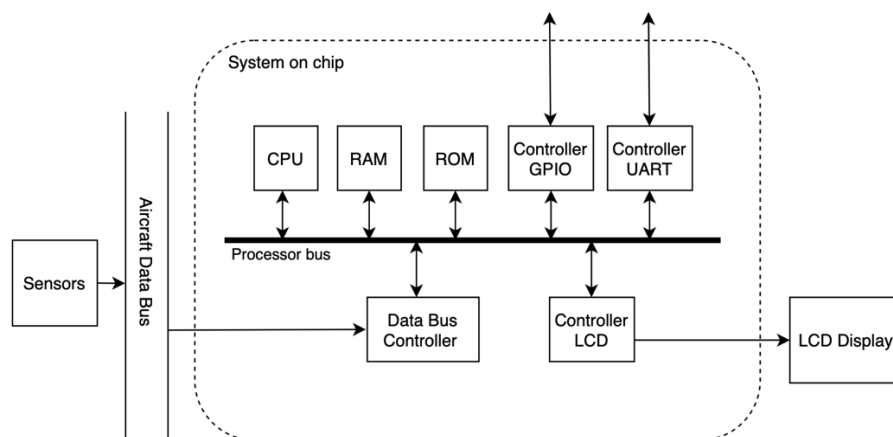 System on chip
CPU
RAM
ROM
Controller
GPIO
Controller
UART
Aircraft Data Bus
Processor bus
Sensors
Data Bus
Controller
Controller
LCD
LCD Display